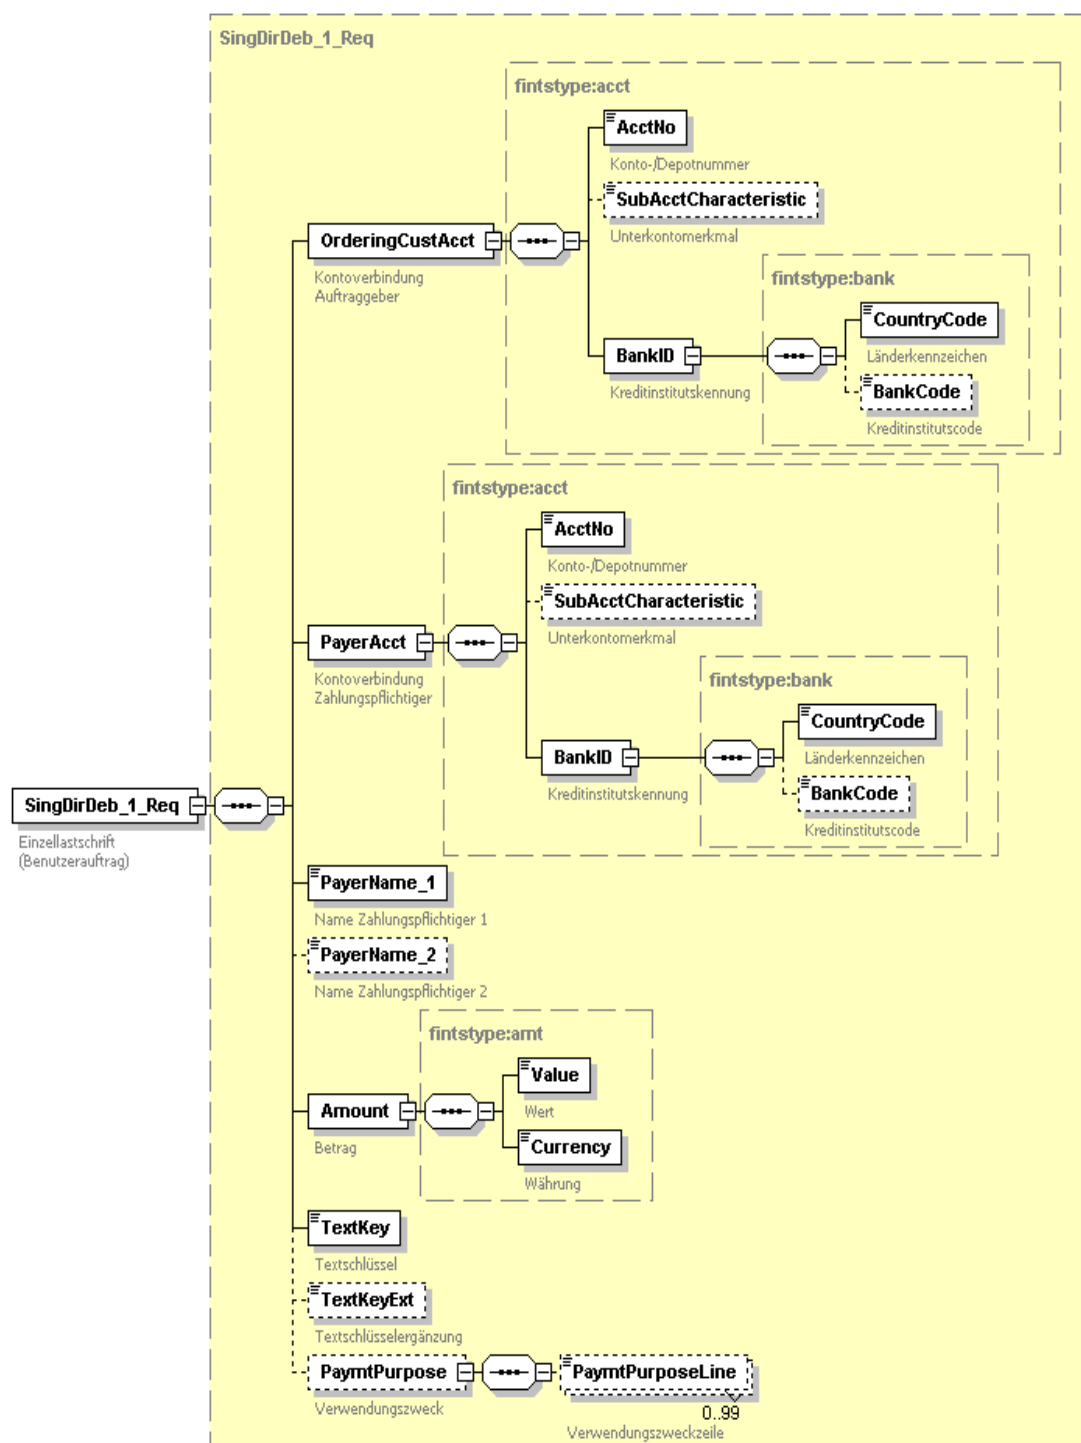 SingDirDeb_1_Req
fintstype:acct
AcctNo
Konto-/Depotnummer
SubAcctCharacteristic
Unterkontomerkmal
OrderingCustAcct
Kontoverbindung
Auftraggeber
fintstype:bank
CountryCode
Länderkennzeichen
BankID
Kreditinstitutskennung
BankCode
Kreditinstitutscode
fintstype:acct
AcctNo
Konto-/Depotnummer
SubAcctCharacteristic
Unterkontomerkmal
PayerAcct
Kontoverbindung
Zahlungspflichtiger
fintstype:bank
CountryCode
Länderkennzeichen
BankID
Kreditinstitutskennung
BankCode
Kreditinstitutscode
SingDirDeb_1_Req
Einzellastschrift
(Benutzerauftrag)
PayerName_1
Name Zahlungspflichtiger 1
PayerName_2
Name Zahlungspflichtiger 2
fintstype:amt
Value
Wert
Amount
Betrag
Currency
Währung
TextKey
Textschlüssel
TextKeyExt
Textschlüsselergänzung
PaymtPurpose
Verwendungszweck
PaymtPurposeLine
0..99
Verwendungszweckzeile